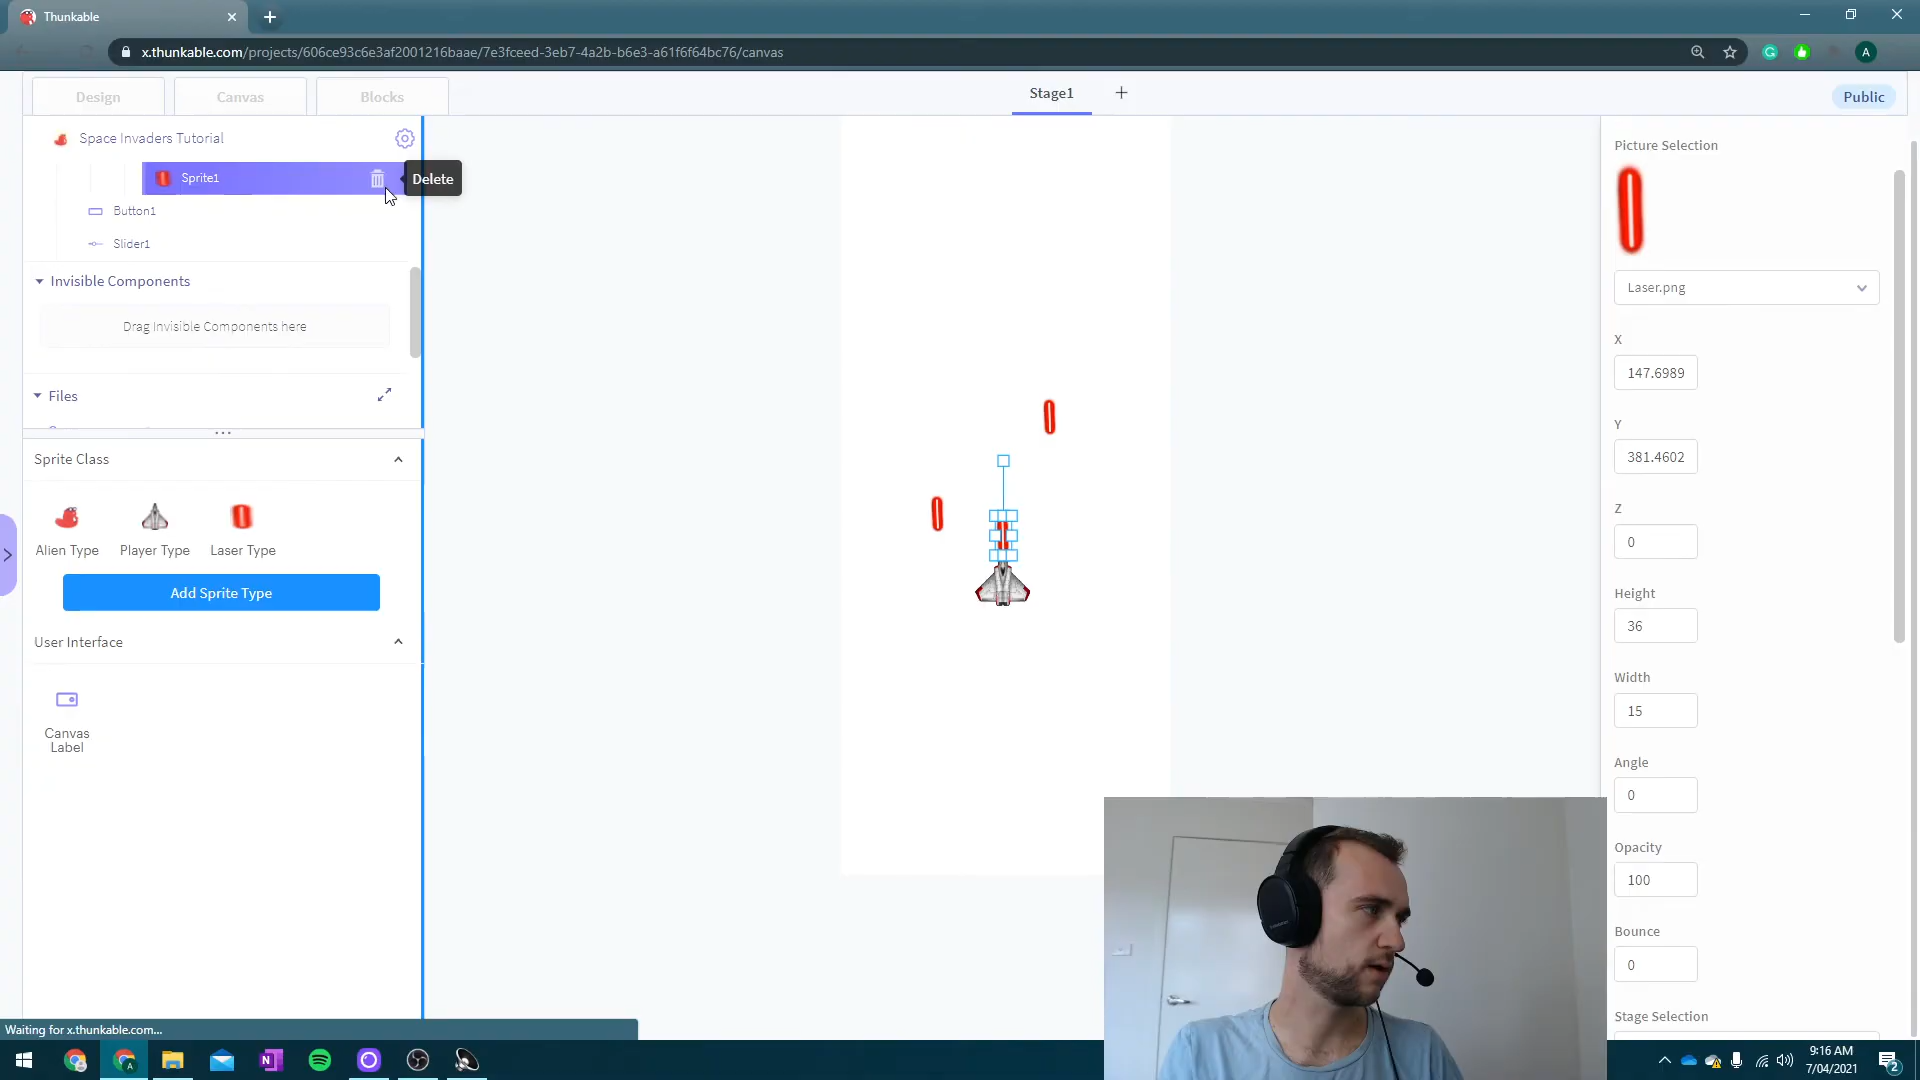 Thunkable
x.thunkable.com/projects/606ce93c6e3af2001216baae/7e3fceed-3eb7-4a2b-b6e3-a61f6f64bc76/canvas
A
Design
Canvas
Blocks
Stage1
Public
Space Invaders Tutorial
Sprite1
Delete
Button1
Slider1
Invisible Components
Drag Invisible Components here
Files
Sprite Class
Alien Type
Player Type
Laser Type
Add Sprite Type
User Interface
Canvas
Label
Picture Selection
Laser.png
X
147.6989
Y
381.4602
Z
0
Height
36
Width
15
Angle
0
Opacity
100
Bounce
0
Stage Selection
Waiting for x.thunkable.com...
9:16 AM
7/04/2021
2